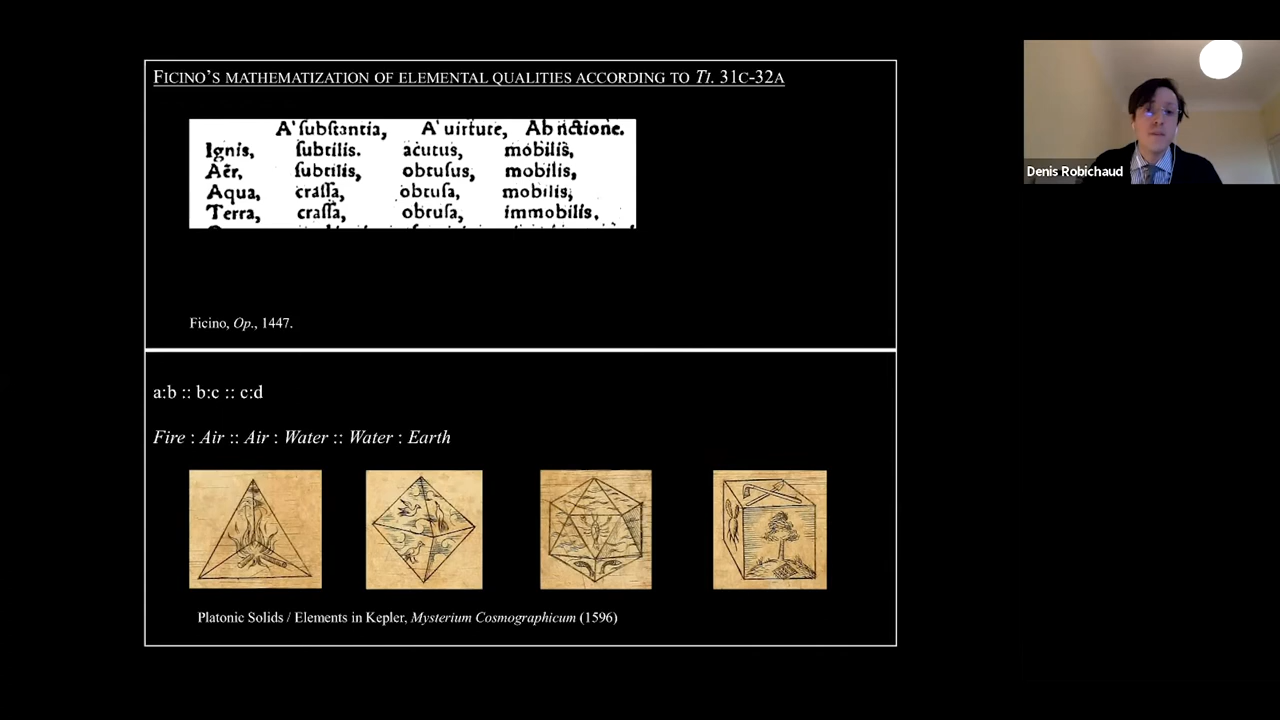 FICINO'S MATHEMATIZATION OF ELEMENTAL QUALITIES ACCORDING TO TI. 31C-32A
A' ſubſtantia, A' uirture, Ab actione.
Ignis, ſubtilis. acutus, mobilis,
Aër, ſubtilis, obtuſus, mobilis,
Aqua, craſſa, obtuſa, mobilis,
Terra, craſſa, obtuſa, immobilis.
Ficino, Op., 1447.
a:b :: b:c :: c:d
Fire : Air :: Air : Water :: Water : Earth
Platonic Solids / Elements in Kepler, Mysterium Cosmographicum (1596)
Denis Robichaud